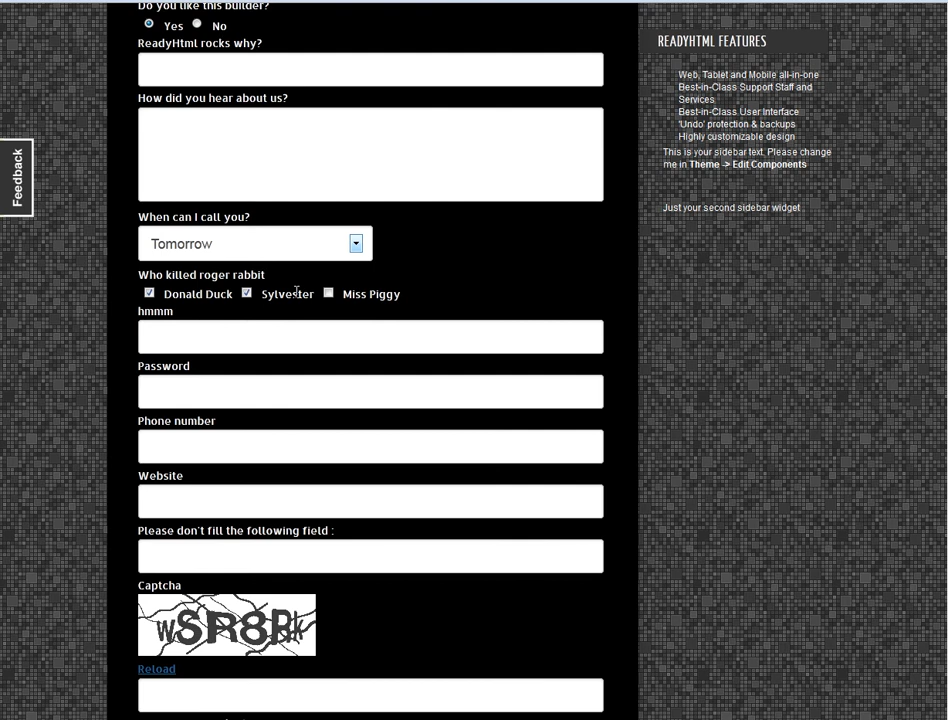 Do you like this builder?
Yes No
ReadyHtml rocks why?
How did you hear about us?
Feedback
When can I call you?
Tomorrow
Who killed roger rabbit
Donald Duck Sylvester Miss Piggy
hmmm
Password
Phone number
Website
Please don't fill the following field :
Captcha
Reload
READYHTML FEATURES
Web, Tablet and Mobile all-in-one
Best-in-Class Support Staff and
Services
Best-in-Class User Interface
'Undo' protection & backups
Highly customizable design
This is your sidebar text. Please change
me in Theme -> Edit Components
Just your second sidebar widget